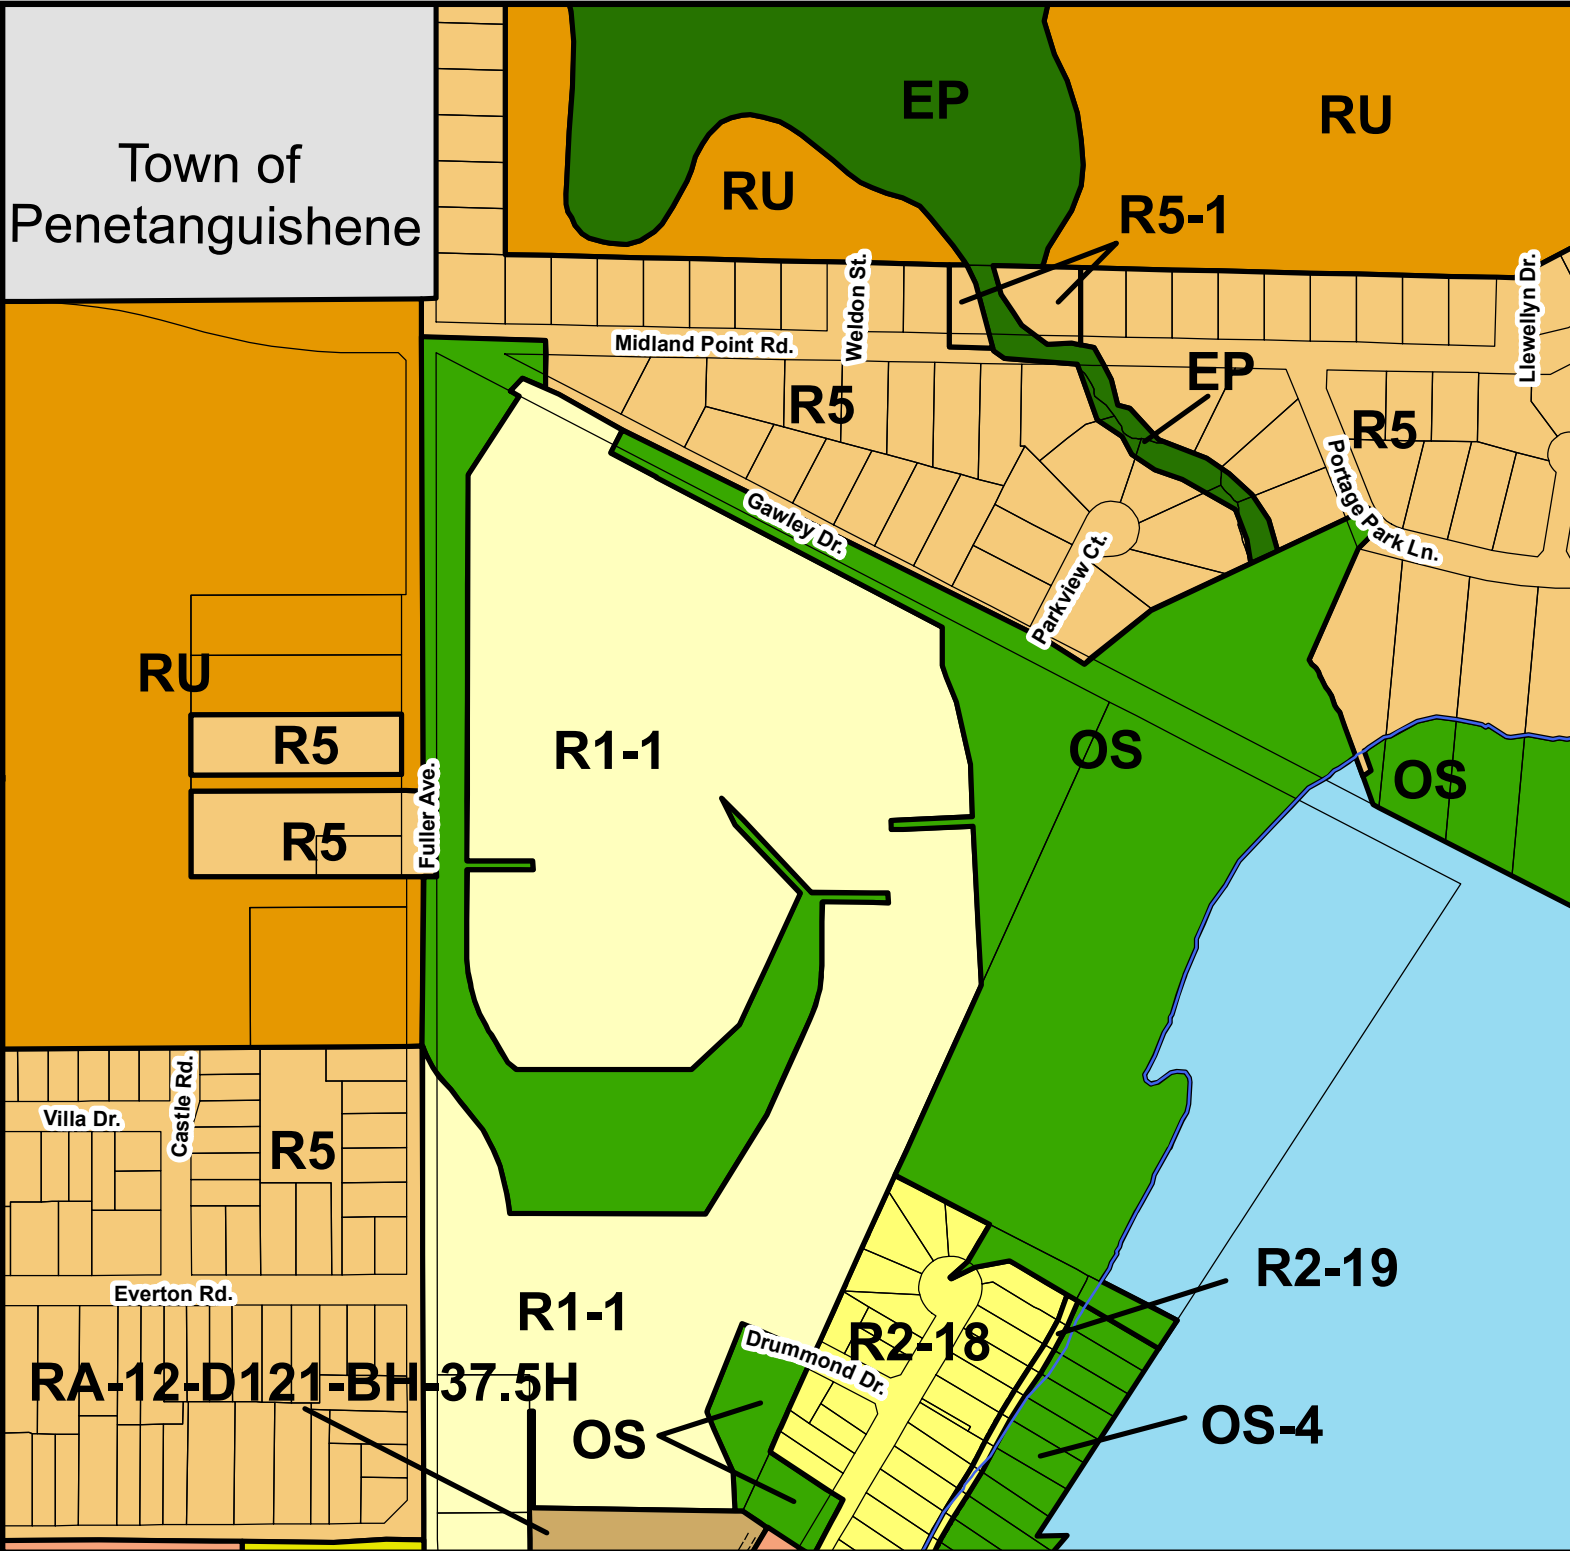 EP
RU
Town of
Penetanguishene
RU
R5-1
Weldon St.
Llewellyn Dr.
Midland Point Rd.
EP
R5
R5
Portage Park Ln.
Gawley Dr.
Parkview Ct.
RU
R5
R1-1
OS
OS
Fuller Ave.
R5
Castle Rd.
Villa Dr.
R5
R2-19
Everton Rd.
R1-1
R2-18
Drummond Dr.
RA-12-D121-BH-37.5H
OS
OS-4